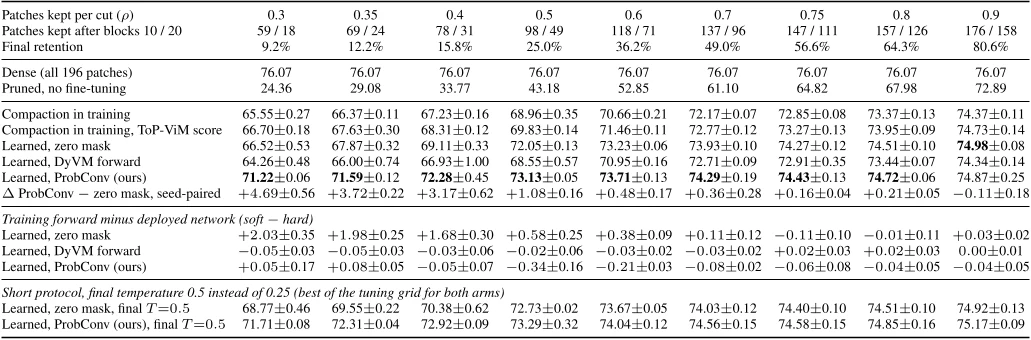 Patches kept per cut (ρ) 0.3 0.35 0.4 0.5 0.6 0.7 0.75 0.8 0.9
Patches kept after blocks 10 / 20 59 / 18 69 / 24 78 / 31 98 / 49 118 / 71 137 / 96 147 / 111 157 / 126 176 / 158
Final retention 9.2% 12.2% 15.8% 25.0% 36.2% 49.0% 56.6% 64.3% 80.6%
Dense (all 196 patches) 76.07 76.07 76.07 76.07 76.07 76.07 76.07 76.07 76.07
Pruned, no fine-tuning 24.36 29.08 33.77 43.18 52.85 61.10 64.82 67.98 72.89
Compaction in training 65.55±0.27 66.37±0.11 67.23±0.16 68.96±0.35 70.66±0.21 72.17±0.07 72.85±0.08 73.37±0.13 74.37±0.11
Compaction in training, ToP-ViM score 66.70±0.18 67.63±0.30 68.31±0.12 69.83±0.14 71.46±0.11 72.77±0.12 73.27±0.13 73.95±0.09 74.73±0.14
Learned, zero mask 66.52±0.53 67.87±0.32 69.11±0.33 72.05±0.13 73.23±0.06 73.93±0.10 74.27±0.12 74.51±0.10 74.98±0.08
Learned, DyVM forward 64.26±0.48 66.00±0.74 66.93±1.00 68.55±0.57 70.95±0.16 72.71±0.09 72.91±0.35 73.44±0.07 74.34±0.14
Learned, ProbConv (ours) 71.22±0.06 71.59±0.12 72.28±0.45 73.13±0.05 73.71±0.13 74.29±0.19 74.43±0.13 74.72±0.06 74.87±0.25
Δ ProbConv − zero mask, seed-paired +4.69±0.56 +3.72±0.22 +3.17±0.62 +1.08±0.16 +0.48±0.17 +0.36±0.28 +0.16±0.04 +0.21±0.05 −0.11±0.18
Training forward minus deployed network (soft − hard)
Learned, zero mask +2.03±0.35 +1.98±0.25 +1.68±0.30 +0.58±0.25 +0.38±0.09 +0.11±0.12 −0.11±0.10 −0.01±0.11 +0.03±0.02
Learned, DyVM forward −0.05±0.03 −0.05±0.03 −0.03±0.06 −0.02±0.06 −0.03±0.02 −0.03±0.02 +0.02±0.03 +0.02±0.03 0.00±0.01
Learned, ProbConv (ours) +0.05±0.17 +0.08±0.05 −0.05±0.07 −0.34±0.16 −0.21±0.03 −0.08±0.02 −0.06±0.08 −0.04±0.05 −0.04±0.05
Short protocol, final temperature 0.5 instead of 0.25 (best of the tuning grid for both arms)
Learned, zero mask, final T=0.5 68.77±0.46 69.55±0.22 70.38±0.62 72.73±0.02 73.67±0.05 74.03±0.12 74.40±0.10 74.51±0.10 74.92±0.13
Learned, ProbConv (ours), final T=0.5 71.71±0.08 72.31±0.04 72.92±0.09 73.29±0.32 74.04±0.12 74.56±0.15 74.58±0.15 74.85±0.16 75.17±0.09